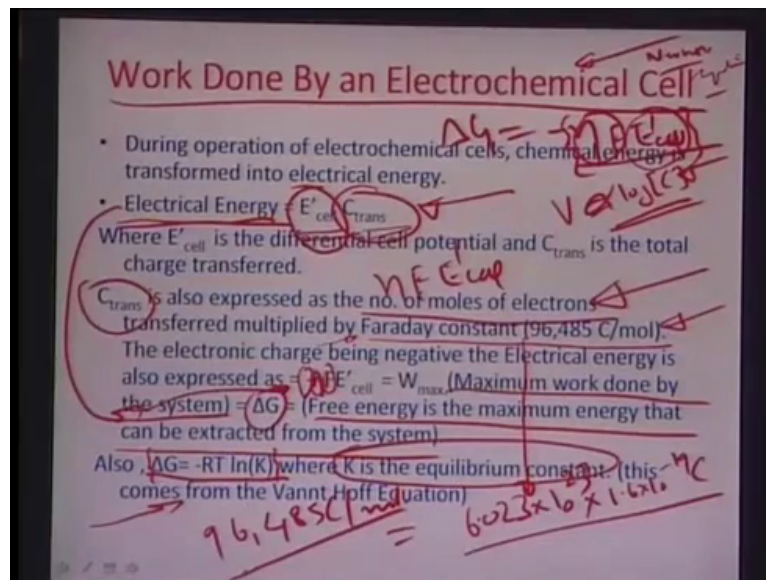 Work Done By an Electrochemical Cell
ΔG = -{n F E'cell}
V α log[C]
• During operation of electrochemical cells, chemical energy is
transformed into electrical energy.
• Electrical Energy = E'cell Ctrans
Where E'cell is the differential cell potential and Ctrans is the total
charge transferred.
nF E'cell
Ctrans is also expressed as the no. of moles of electrons
transferred multiplied by Faraday constant (96,485 C/mol).
The electronic charge being negative the Electrical energy is
also expressed as = E'cell = Wmax (Maximum work done by
the system) = ΔG = (Free energy is the maximum energy that
can be extracted from the system)
Also , ΔG= -RT ln(K) where K is the equilibrium constant. (this
comes from the Vannt Hoff Equation)
96,485C/mol = 6.023 x 10 x 1.6x10 C